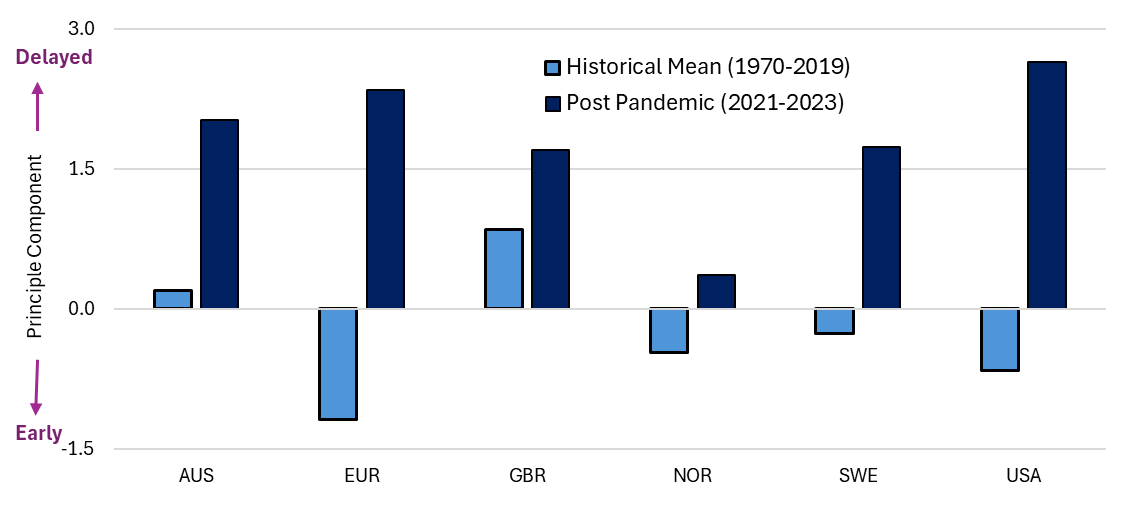 3.0
Delayed
Historical Mean (1970-2019)
Post Pandemic (2021-2023)
1.5
Principle Component
0.0
Early
-1.5
AUS EUR GBR NOR SWE USA